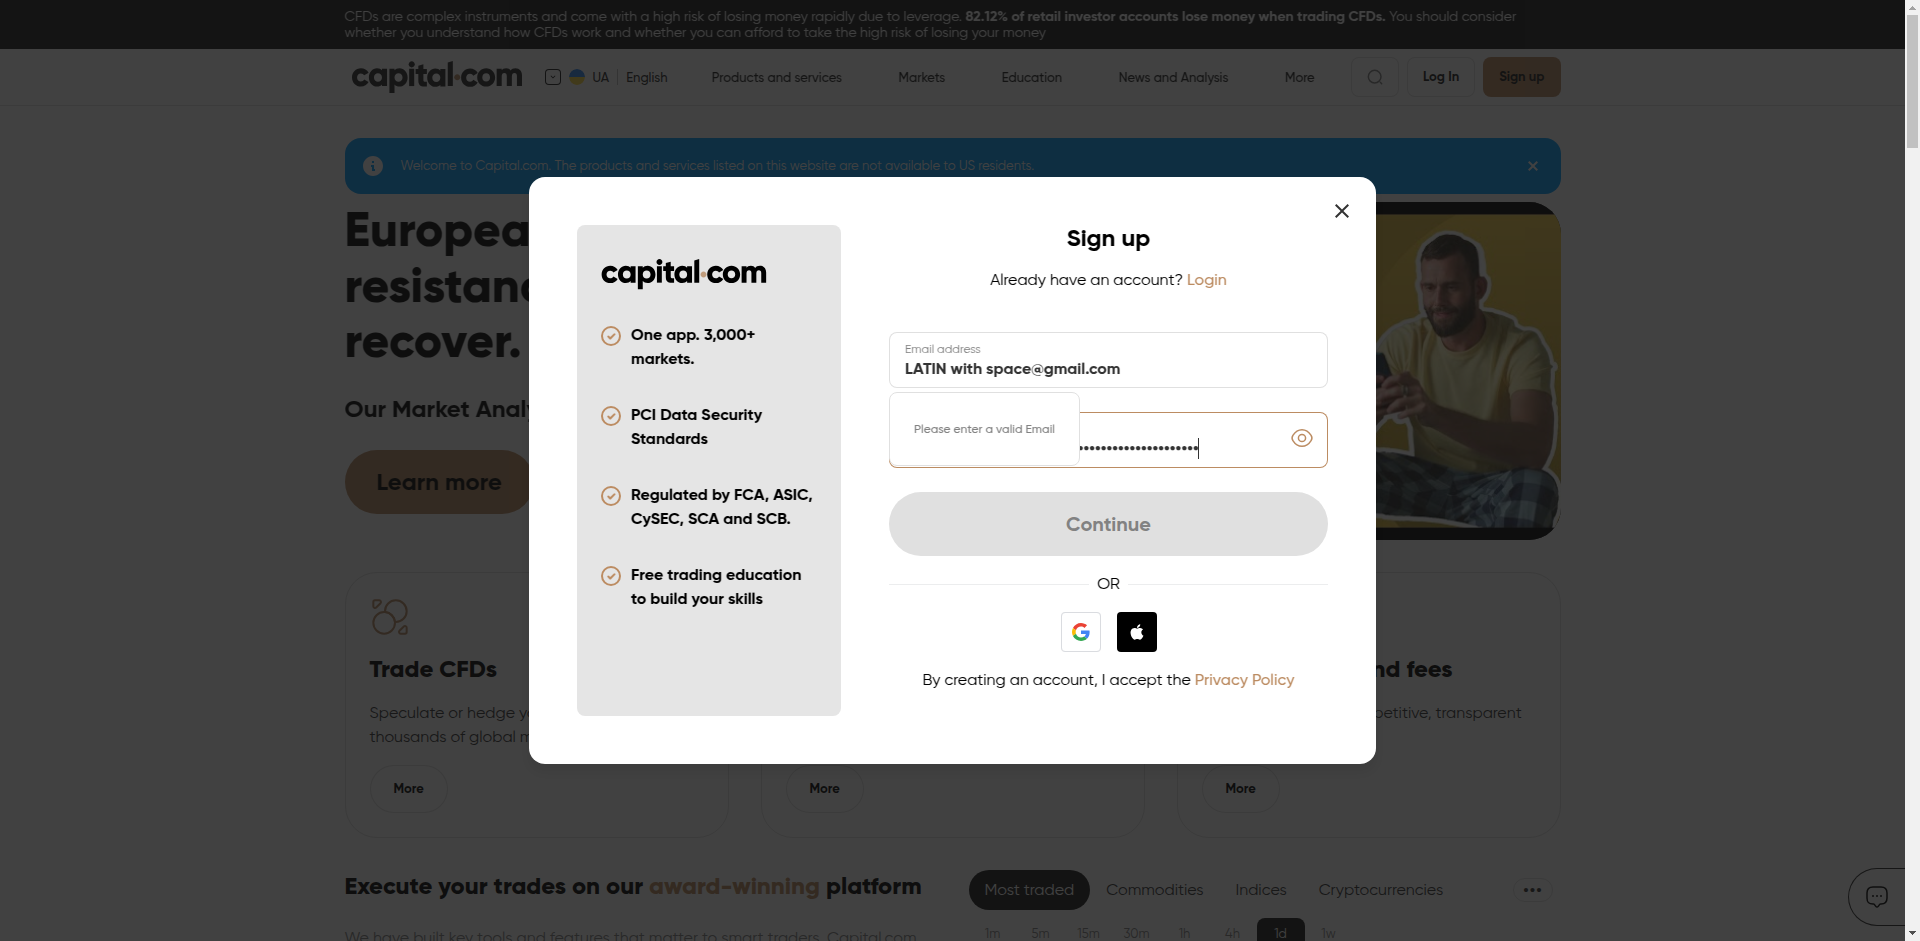 CFDs are complex instruments and come with a high risk of losing money rapidly due to leverage. 82.12% of retail investor accounts lose money when trading CFDs. You should consider
whether you understand how CFDs work and whether you can afford to take the high risk of losing your money
capital.com
UA
English
Products and services
Markets
Education
News and Analysis
More
Log In
Sign up
Welcome to Capital.com. The products and services listed on this website are not available to US residents.
resistan
recover.
Our Market
Learn more
capital.com
One app. 3,000+
markets.
PCI Data Security
Standards
Regulated by FCA, ASIC,
CySEC, SCA and SCB.
Free trading education
to build your skills
Sign up
Already have an account? Login
Email address
LATIN with space@gmail.com
Please enter a valid Email
Continue
OR
By creating an account, I accept the Privacy Policy
Trade CFDs
Speculate or hedge
thousands of global
More
More
nd fees
petitive, transparent
More
Execute your trades on our award-winning platform
We have built key tools and features that matter to smart traders. Capital.com
Most traded
Commodities
Indices
Cryptocurrencies
1m
5m
15m
30m
1h
4h
1d
1w